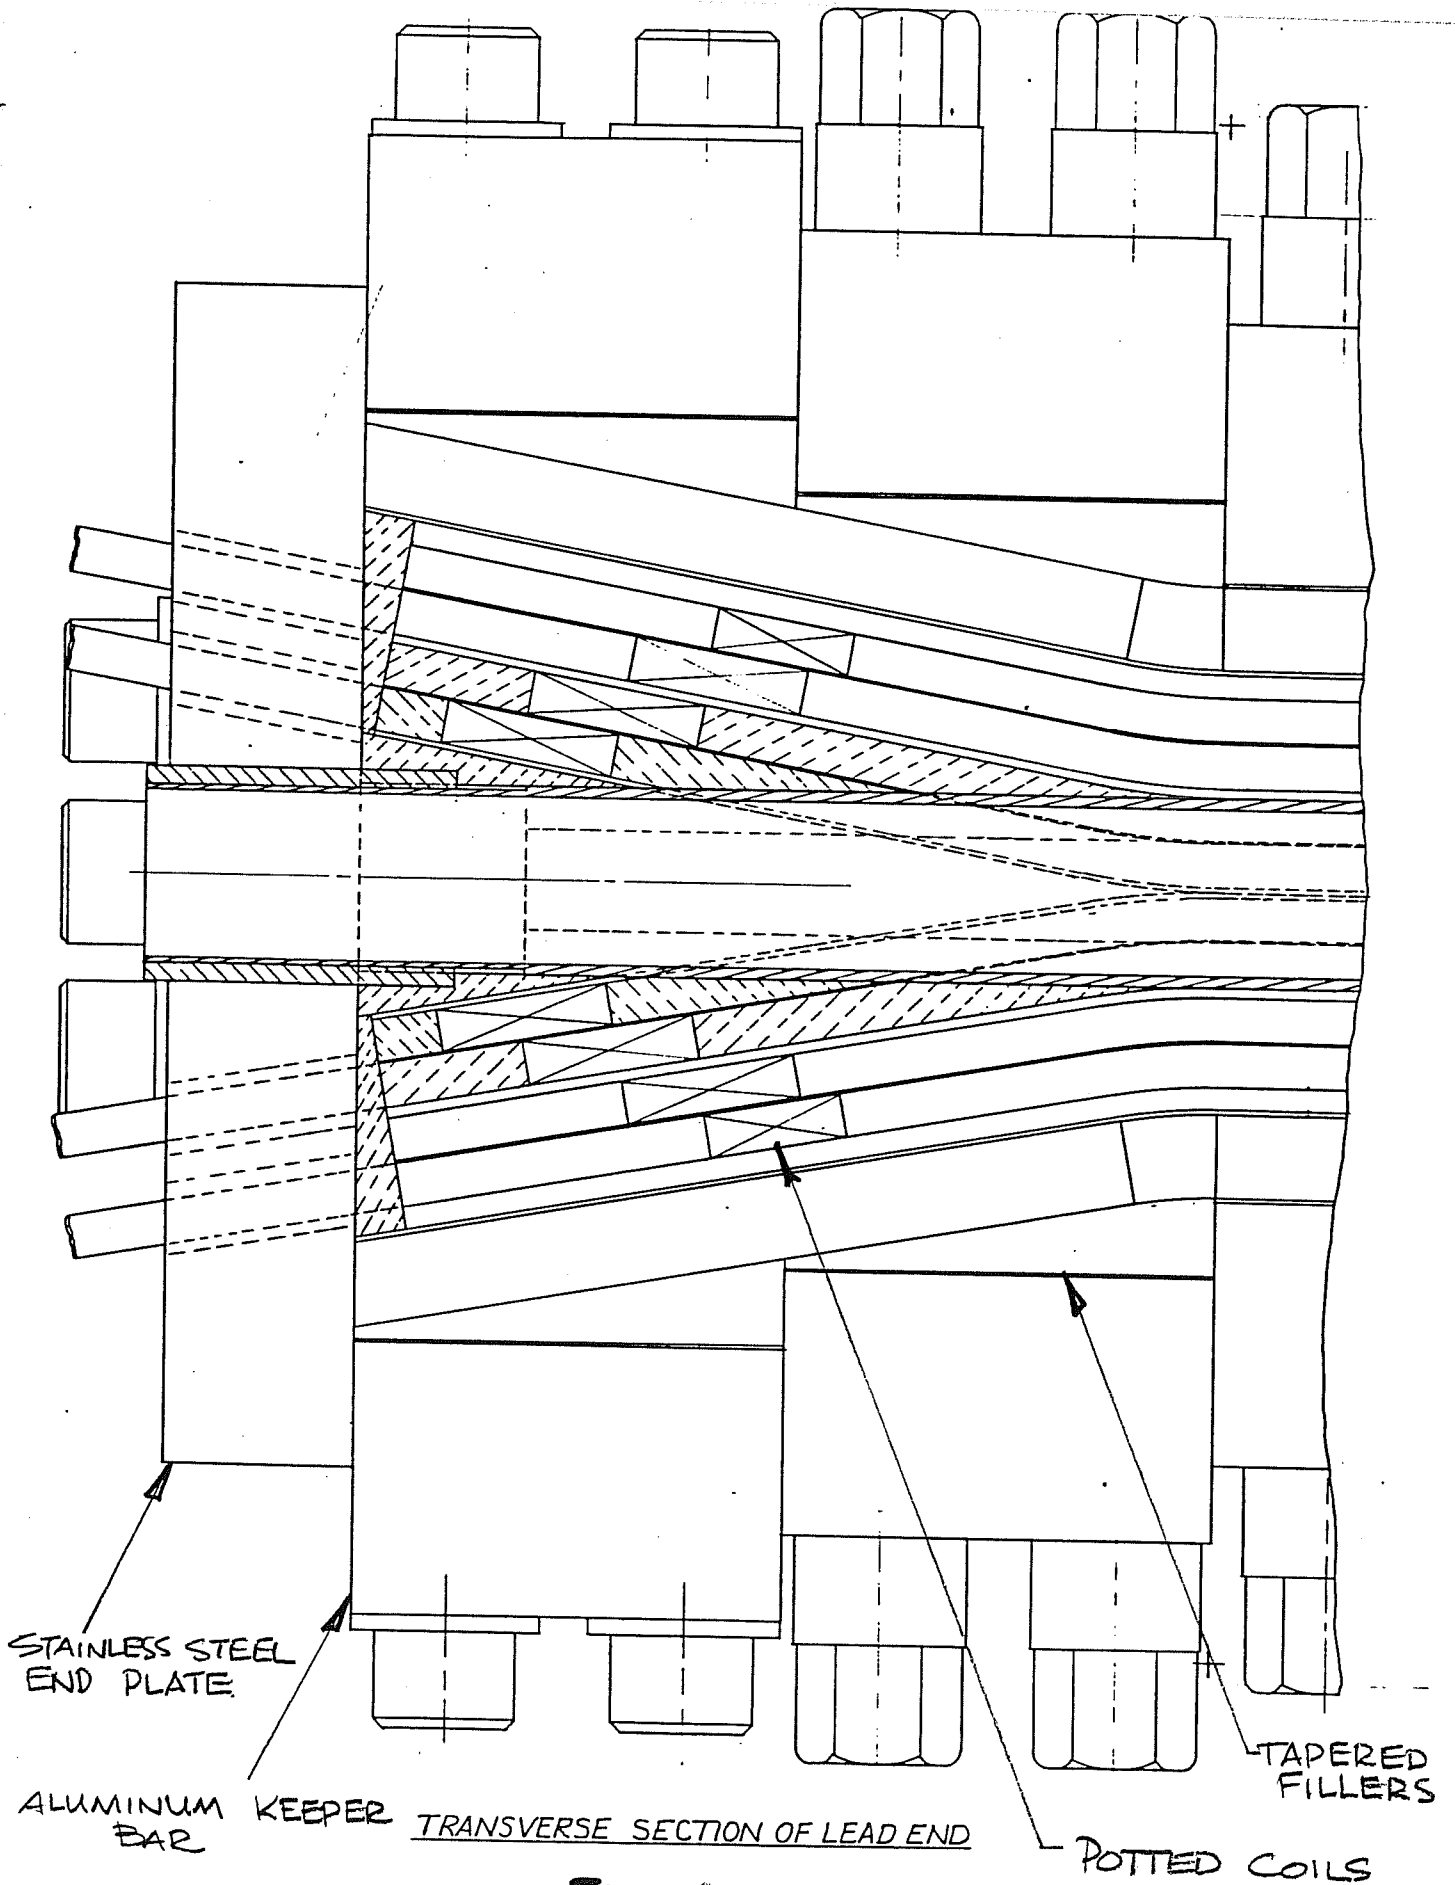 STAINLESS STEEL
END PLATE.
ALUMINUM KEEPER
BAR
TRANSVERSE SECTION OF LEAD END
TAPERED
FILLERS
POTTED COILS